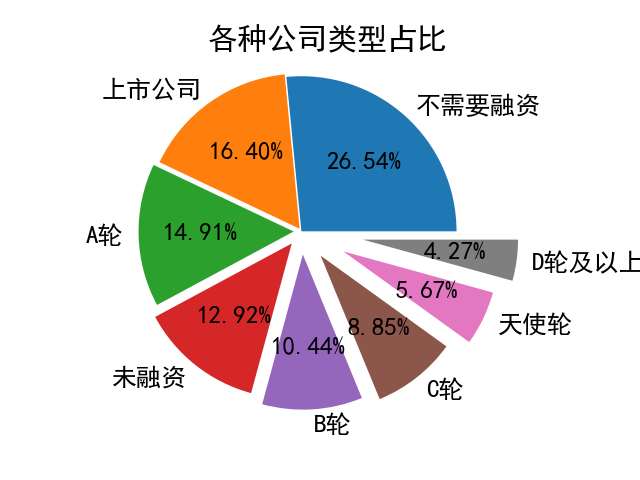 各种公司类型占比
上市公司
不需要融资
16.40%
26.54%
A轮
14.91%
4.27%
D轮及以上
5.67%
12.92%
8.85%
天使轮
10.44%
未融资
C轮
B轮